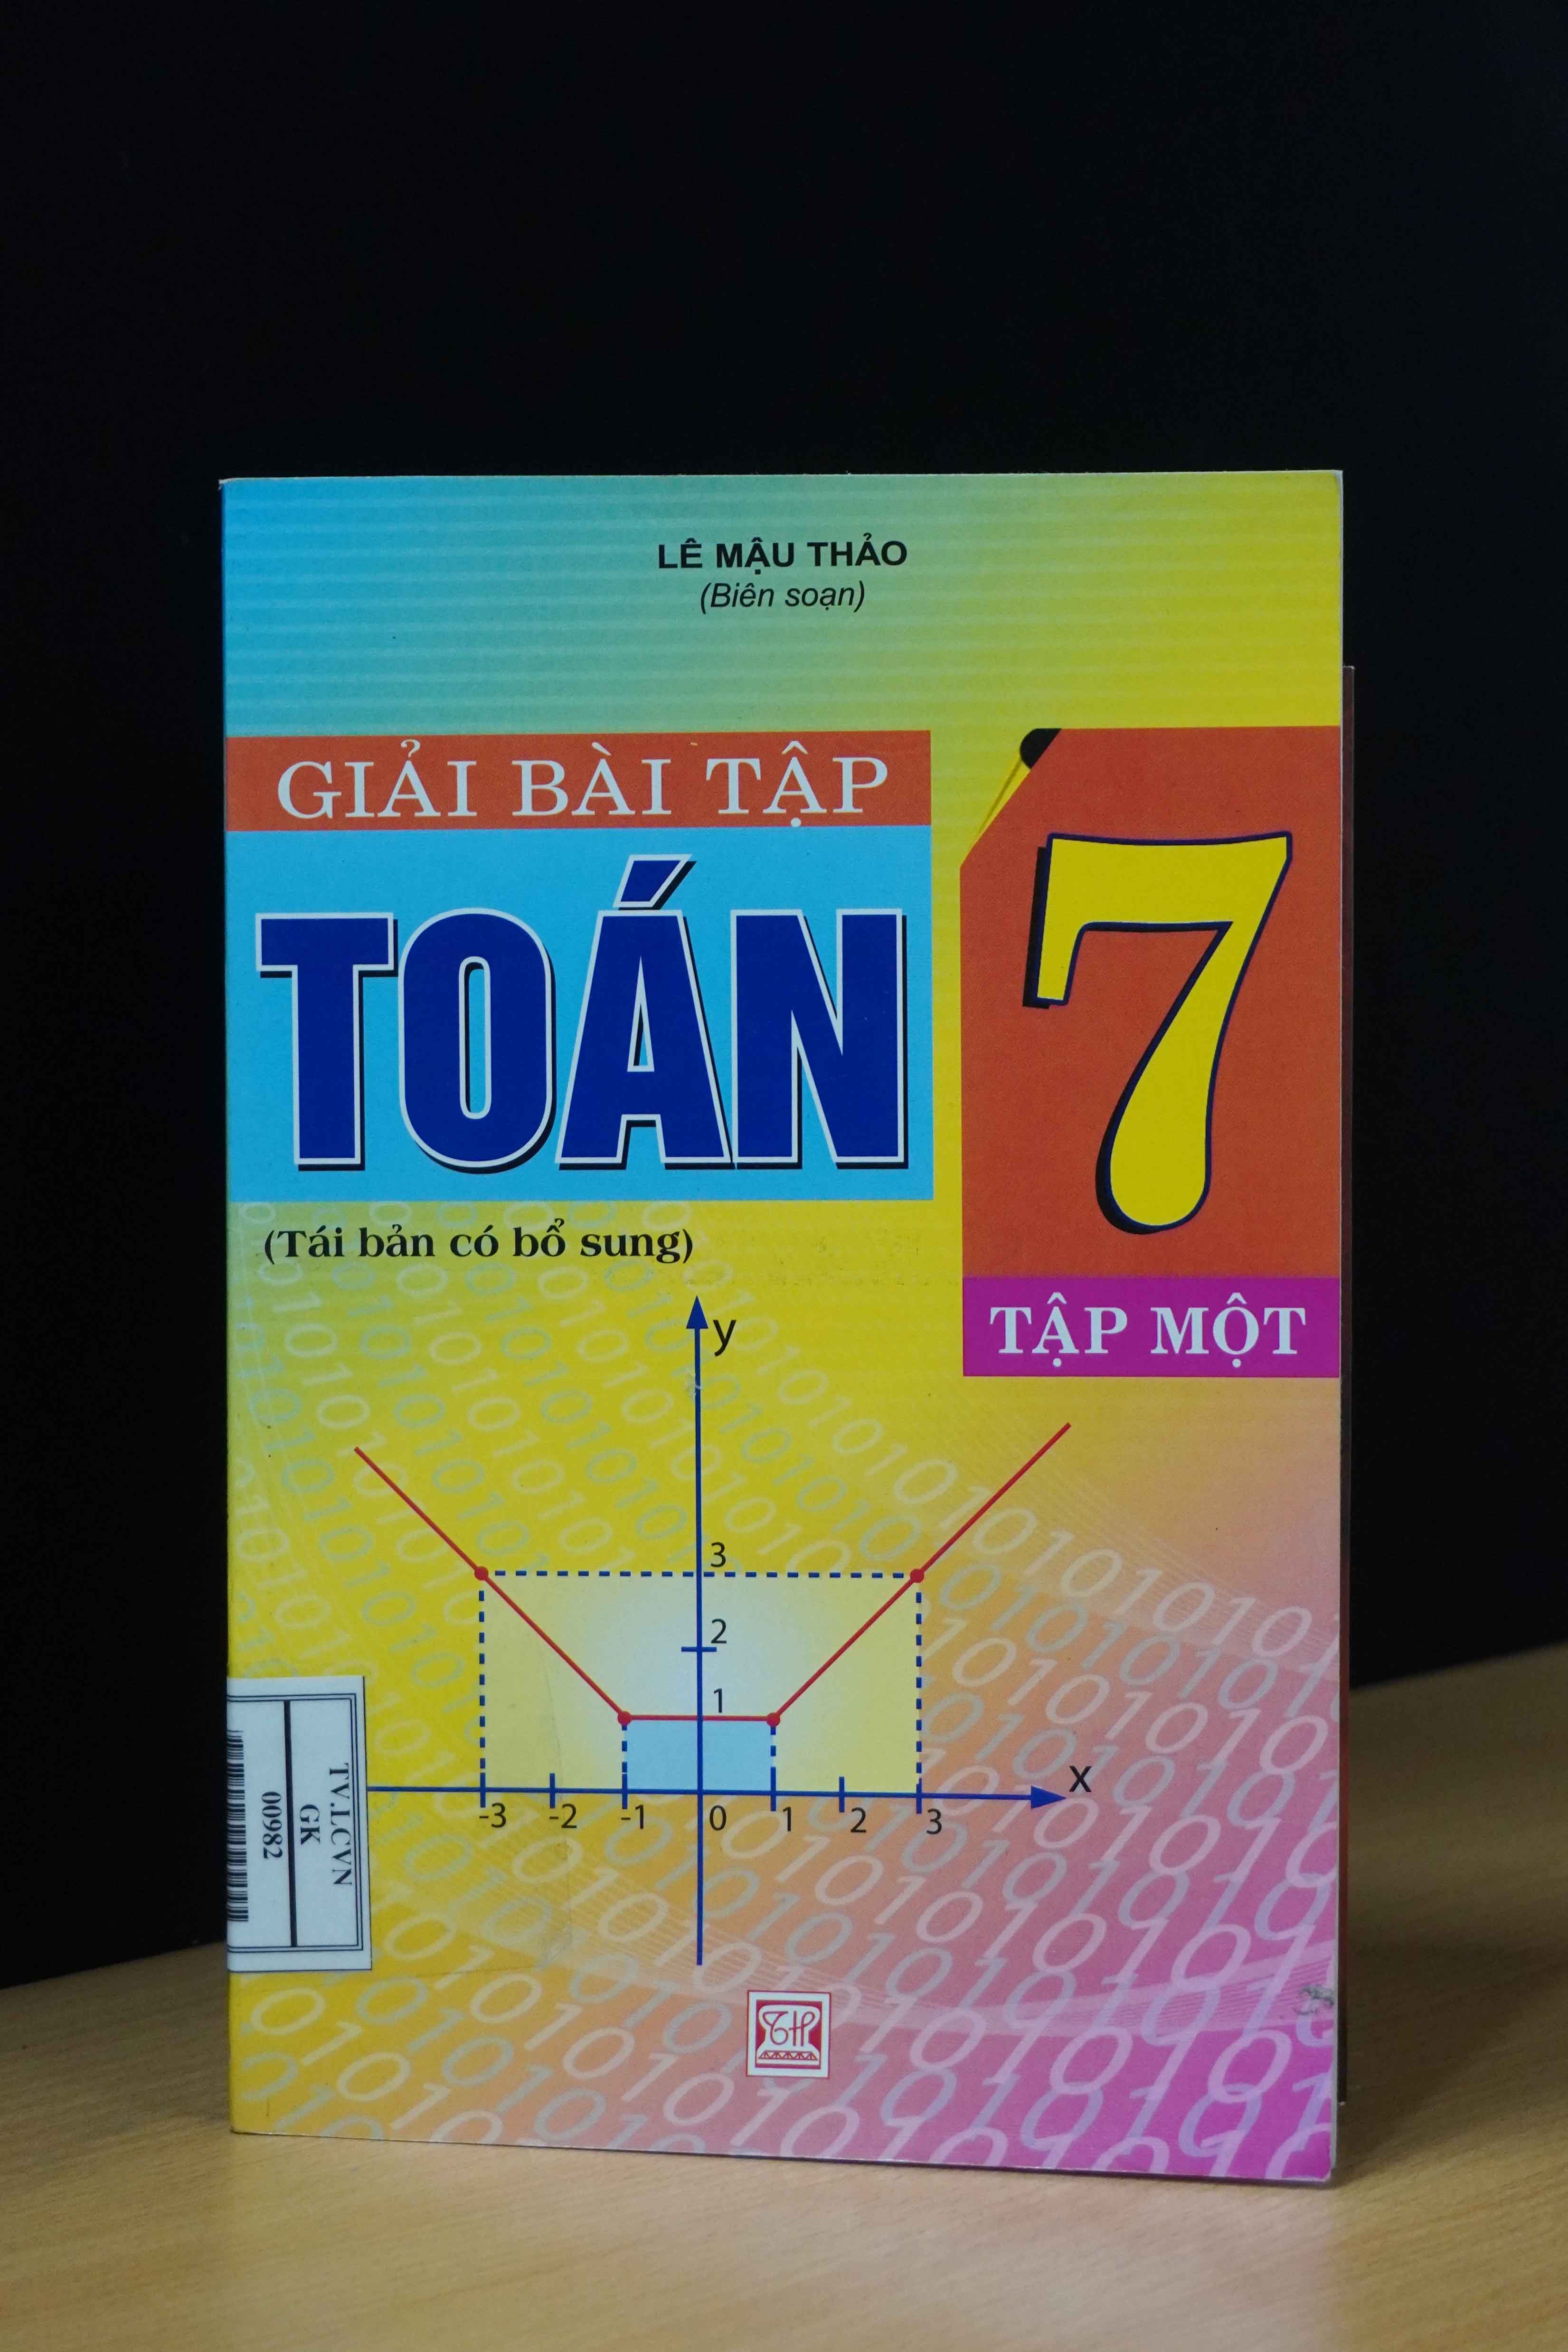 LÊ MẬU THẢO
(Biên soạn)
GIẢI BÀI TẬP
TOÁN
7
(Tái bản có bổ sung)
TẬP MỘT
y
3
2
1
x
-3 -2 -1 0 1 2 3
TV.LCVN
GK
00982